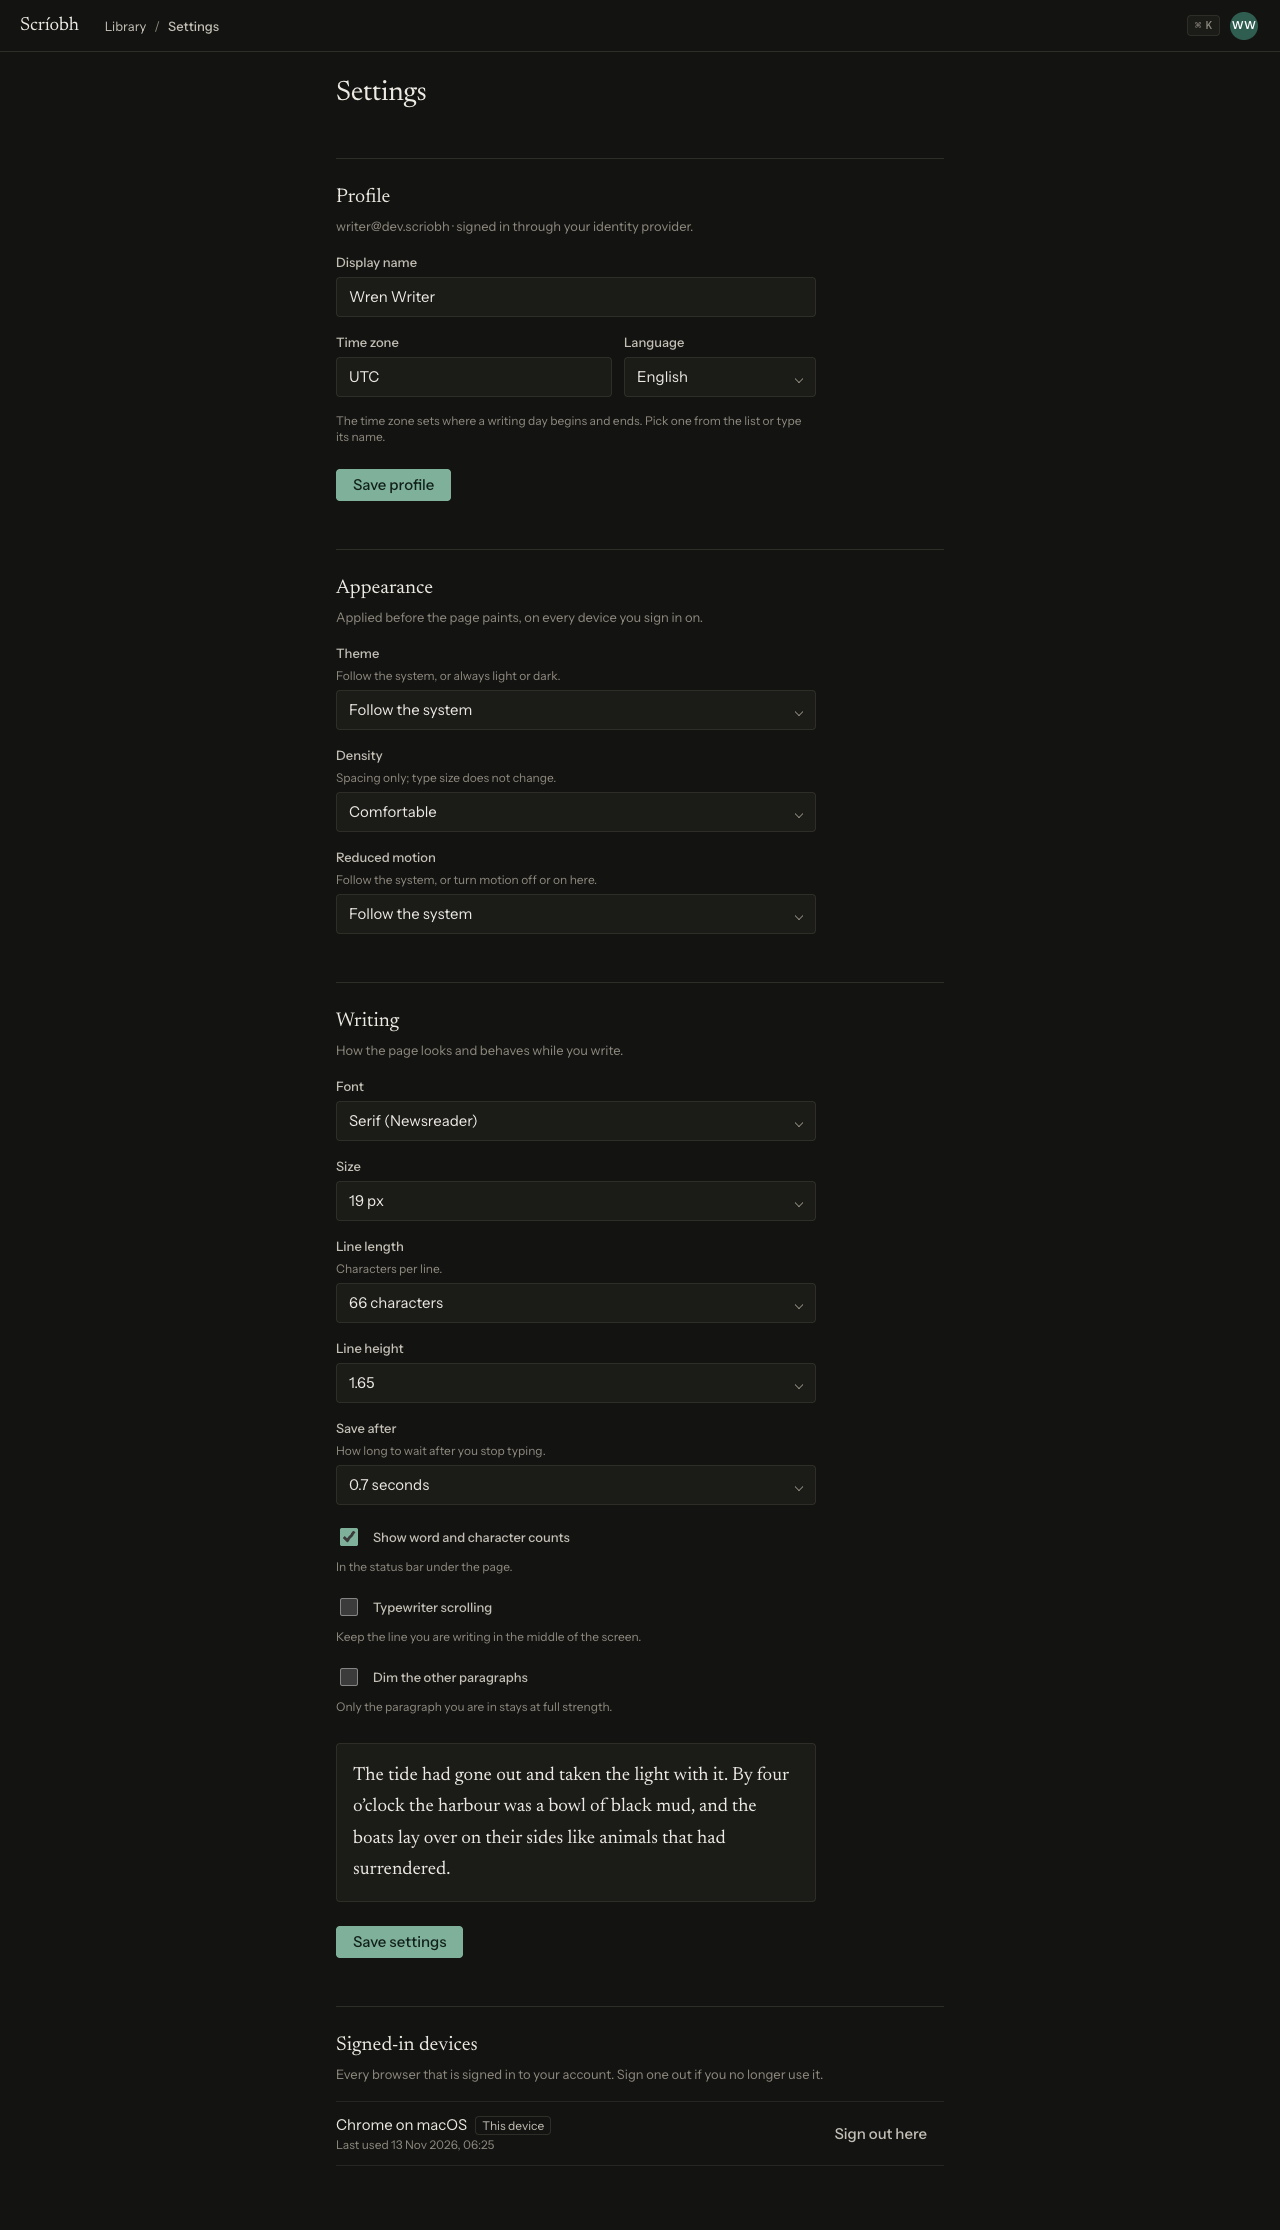 Scríobh Library / Settings ⌘ K WW
Settings
Profile
writer@dev.scriobh · signed in through your identity provider.
Display name
Wren Writer
Time zone Language
UTC English
The time zone sets where a writing day begins and ends. Pick one from the list or type
its name.
Save profile
Appearance
Applied before the page paints, on every device you sign in on.
Theme
Follow the system, or always light or dark.
Follow the system
Density
Spacing only; type size does not change.
Comfortable
Reduced motion
Follow the system, or turn motion off or on here.
Follow the system
Writing
How the page looks and behaves while you write.
Font
Serif (Newsreader)
Size
19 px
Line length
Characters per line.
66 characters
Line height
1.65
Save after
How long to wait after you stop typing.
0.7 seconds
Show word and character counts
In the status bar under the page.
Typewriter scrolling
Keep the line you are writing in the middle of the screen.
Dim the other paragraphs
Only the paragraph you are in stays at full strength.
The tide had gone out and taken the light with it. By four
o’clock the harbour was a bowl of black mud, and the
boats lay over on their sides like animals that had
surrendered.
Save settings
Signed-in devices
Every browser that is signed in to your account. Sign one out if you no longer use it.
Chrome on macOS This device
Last used 13 Nov 2026, 06:25
Sign out here